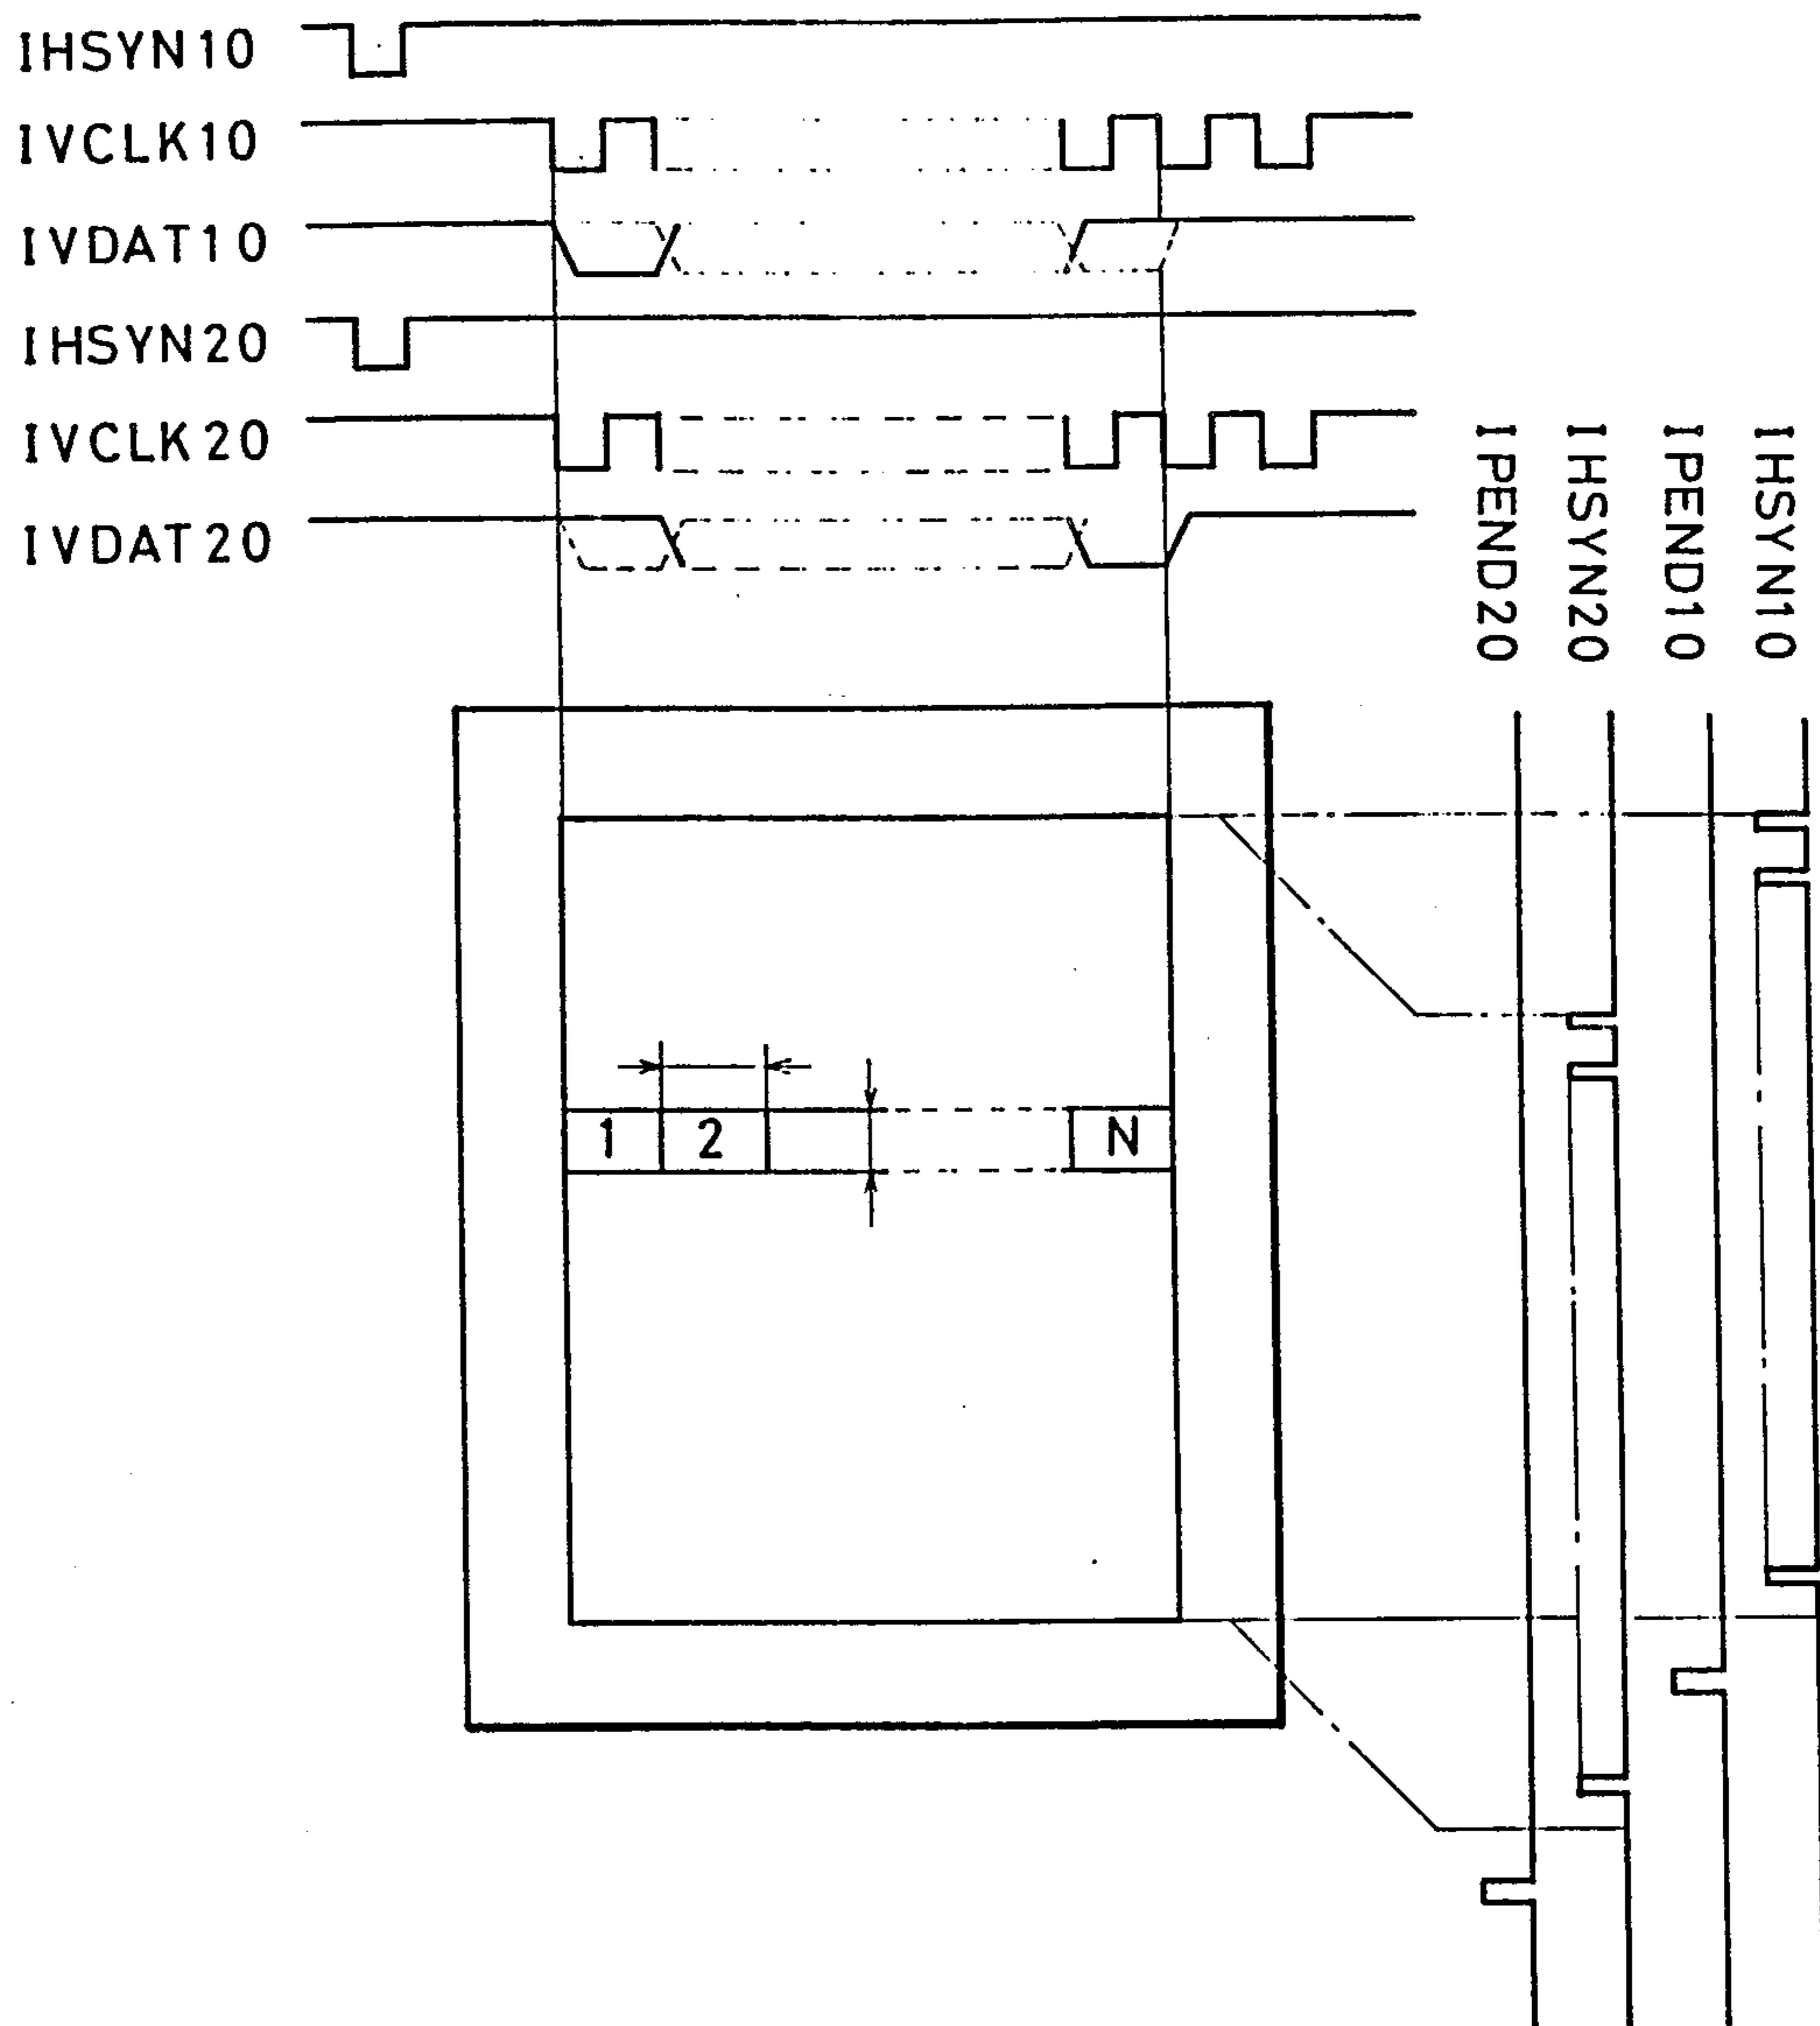 IHSYN10
IVCLK10
IVDAT10
IHSYN20
IVCLK20
IVDAT20
IPEND20
IHSYN20
IPEND10
IHSYN10
1 2 N